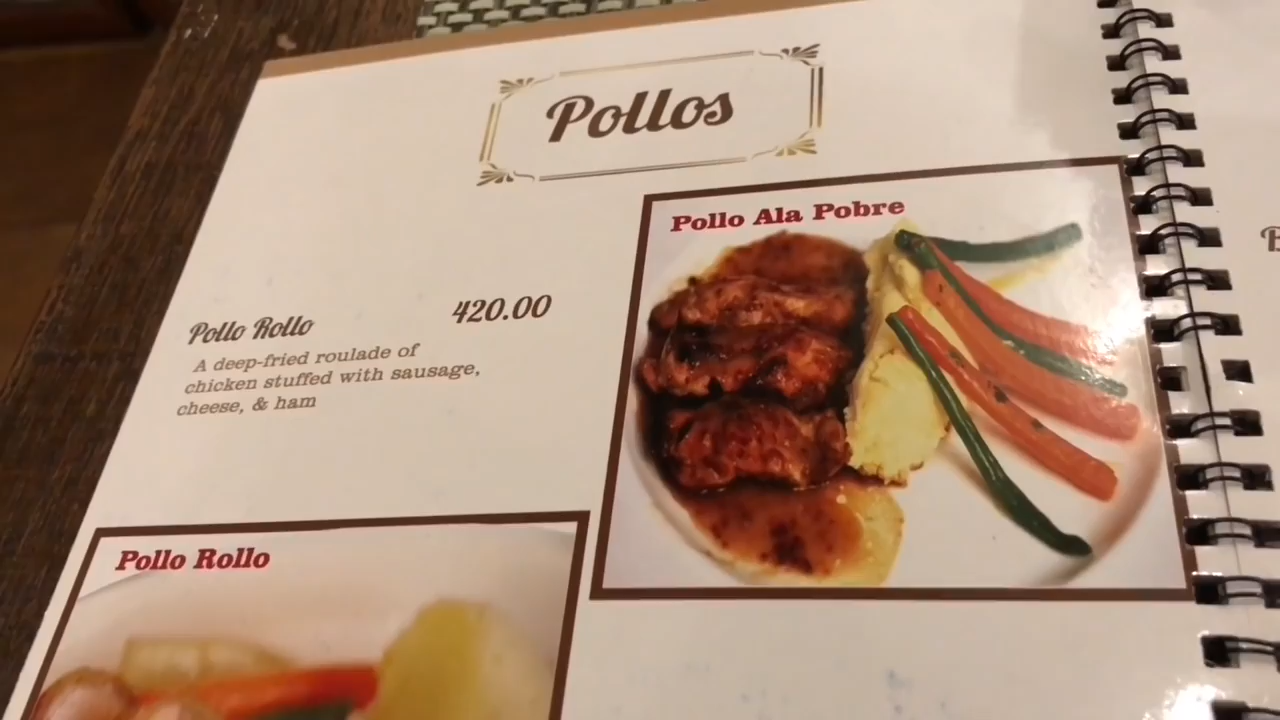 Pollos
Pollo Ala Pobre
Pollo Rollo 420.00
A deep-fried roulade of
chicken stuffed with sausage,
cheese, & ham
Pollo Rollo